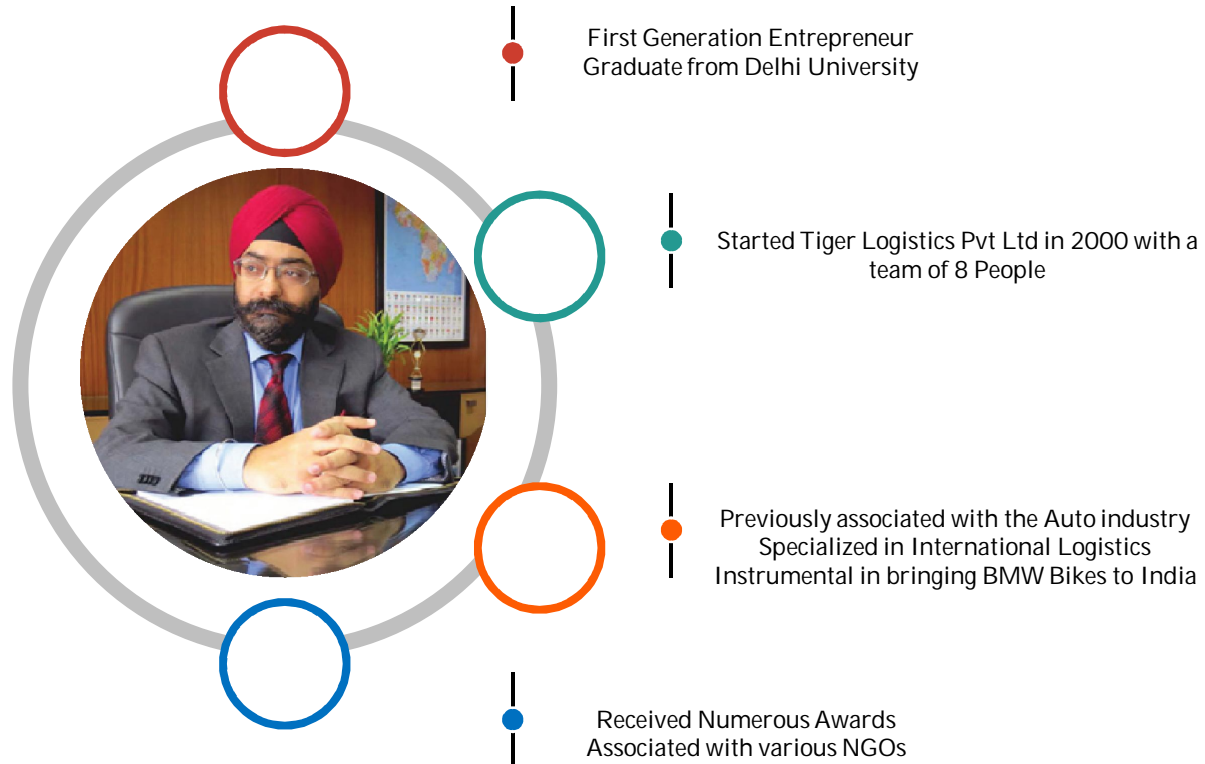 First Generation Entrepreneur
Graduate from Delhi University
Started Tiger Logistics Pvt Ltd in 2000 with a
team of 8 People
Previously associated with the Auto industry
Specialized in International Logistics
Instrumental in bringing BMW Bikes to India
Received Numerous Awards
Associated with various NGOs